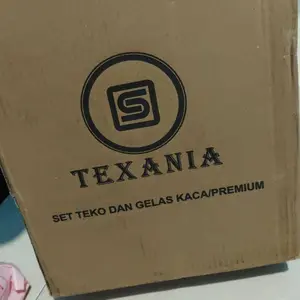 S
TEXANIA
SET TEKO DAN GELAS KACA/PREMIUM